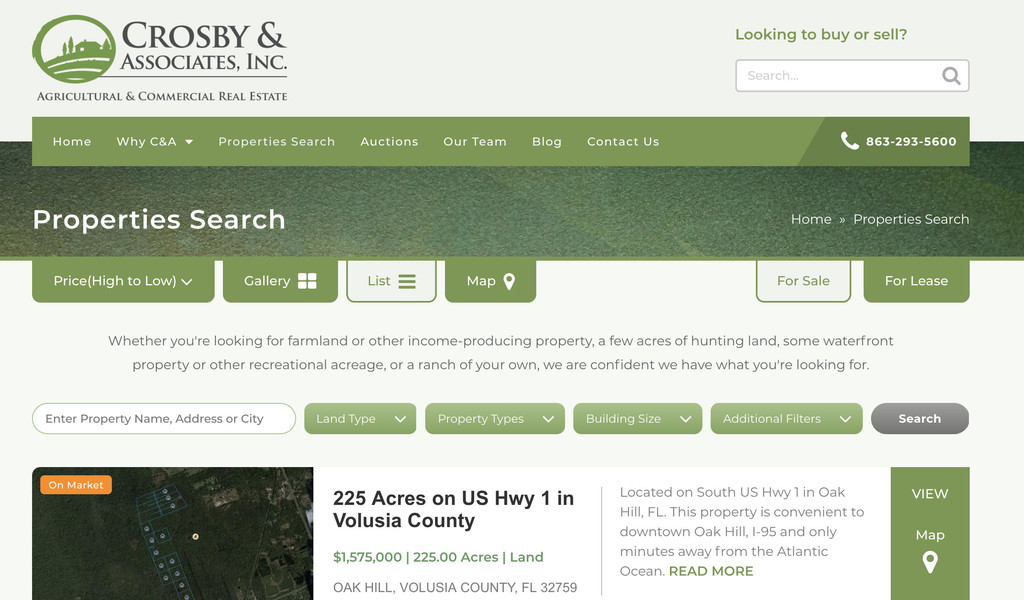 CROSBY &
ASSOCIATES, INC.
AGRICULTURAL & COMMERCIAL REAL ESTATE
Looking to buy or sell?
Search...
Home
Why C&A
Properties Search
Auctions
Our Team
Blog
Contact Us
863-293-5600
Properties Search
Home » Properties Search
Price(High to Low)
Gallery
List
Map
For Sale
For Lease
Whether you're looking for farmland or other income-producing property, a few acres of hunting land, some waterfront
property or other recreational acreage, or a ranch of your own, we are confident we have what you're looking for.
Enter Property Name, Address or City
Land Type
Property Types
Building Size
Additional Filters
Search
On Market
225 Acres on US Hwy 1 in
Volusia County
$1,575,000 | 225.00 Acres | Land
OAK HILL, VOLUSIA COUNTY, FL 32759
Located on South US Hwy 1 in Oak
Hill, FL. This property is convenient to
downtown Oak Hill, I-95 and only
minutes away from the Atlantic
Ocean. READ MORE
VIEW
Map